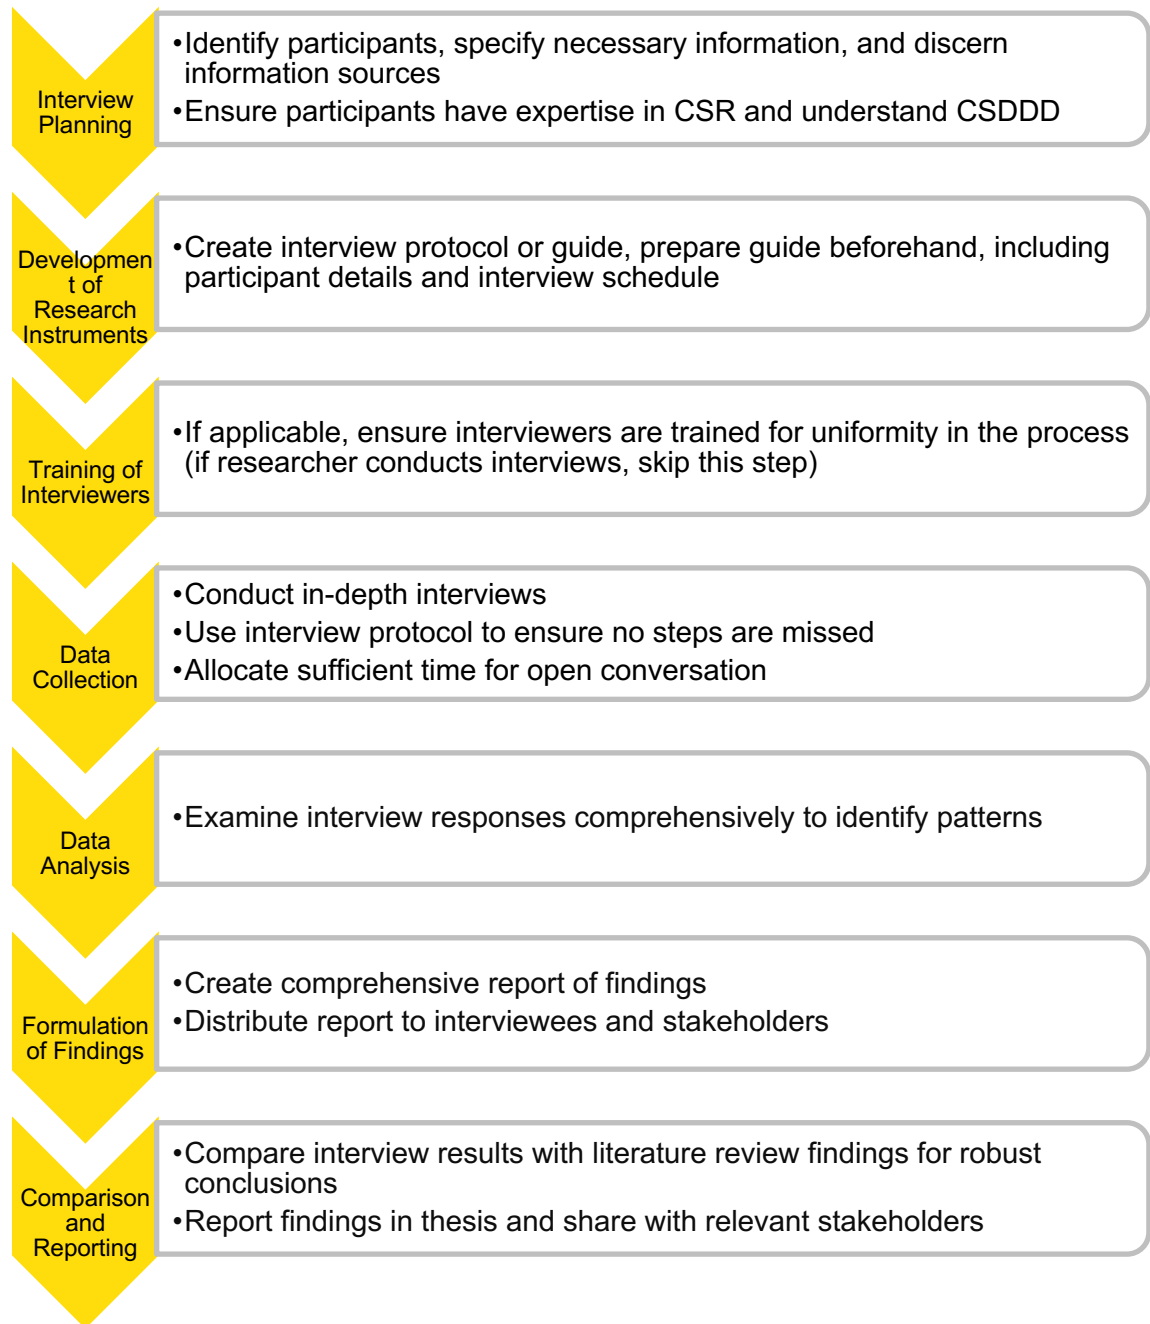 Interview
Planning
•Identify participants, specify necessary information, and discern
information sources
•Ensure participants have expertise in CSR and understand CSDDD
Developmen
t of
Research
Instruments
•Create interview protocol or guide, prepare guide beforehand, including
participant details and interview schedule
Training of
Interviewers
•If applicable, ensure interviewers are trained for uniformity in the process
(if researcher conducts interviews, skip this step)
Data
Collection
•Conduct in-depth interviews
•Use interview protocol to ensure no steps are missed
•Allocate sufficient time for open conversation
Data
Analysis
•Examine interview responses comprehensively to identify patterns
Formulation
of Findings
•Create comprehensive report of findings
•Distribute report to interviewees and stakeholders
Comparison
and
Reporting
•Compare interview results with literature review findings for robust
conclusions
•Report findings in thesis and share with relevant stakeholders